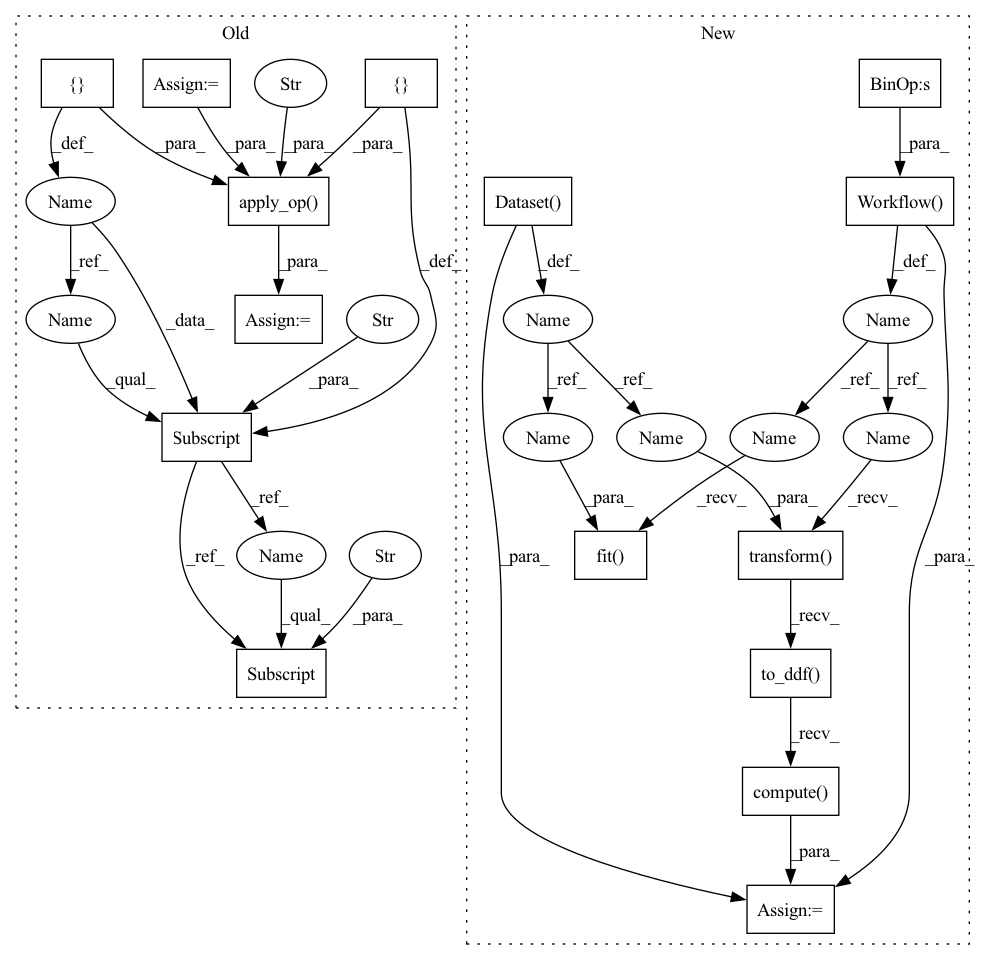 Old
New
{}
Assign:=
Str
{}
BinOp:s
_def_
_para_
_para_
_para_
_para_
_para_
Name
apply_op()
Dataset()
Workflow()
_ref_
_para_
_def_
_def_
_def_
Name
_data_
Assign:=
Str
Name
Name
_qual_
_para_
_ref_
_ref_
_ref_
_ref_
Subscript
Name
Name
Name
Name
_ref_
_ref_
_para_
_recv_
_para_
_recv_
Name
Str
_para_
fit()
transform()
_para_
_qual_
_para_
_recv_
Subscript
to_ddf()
_recv_
compute()
_para_
Assign:=